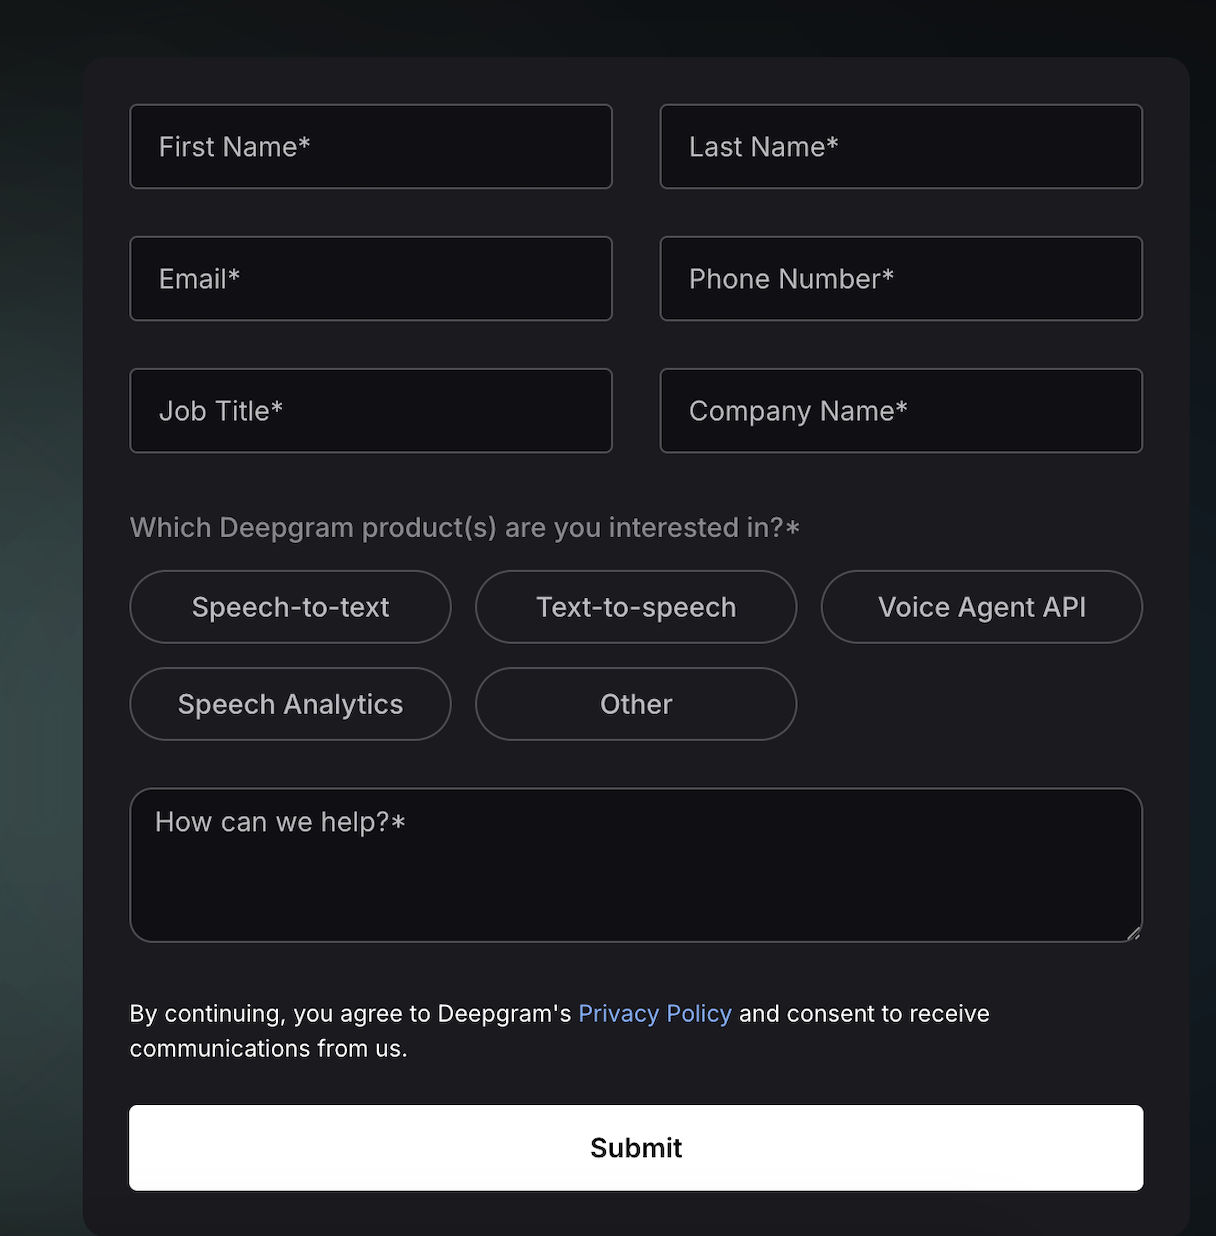 First Name*
Last Name*
Email*
Phone Number*
Job Title*
Company Name*
Which Deepgram product(s) are you interested in?*
Speech-to-text
Text-to-speech
Voice Agent API
Speech Analytics
Other
How can we help?*
By continuing, you agree to Deepgram's Privacy Policy and consent to receive
communications from us.
Submit